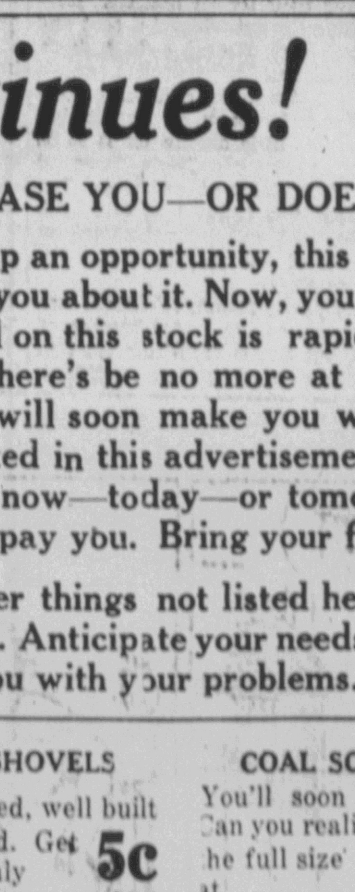 inues!
ASE YOU—OR DOE
p an opportunity, this
you about it. Now, you
on this stock is rapi
here's be no more at
will soon make you w
ed in this advertiseme
now—today—or tomo
pay you. Bring your f
er things not listed he
. Anticipate your need
ou with your problems.
HOVELS
ed, well built
d. Get 5c
ly
COAL SC
You'll soon
Can you reali
he full size